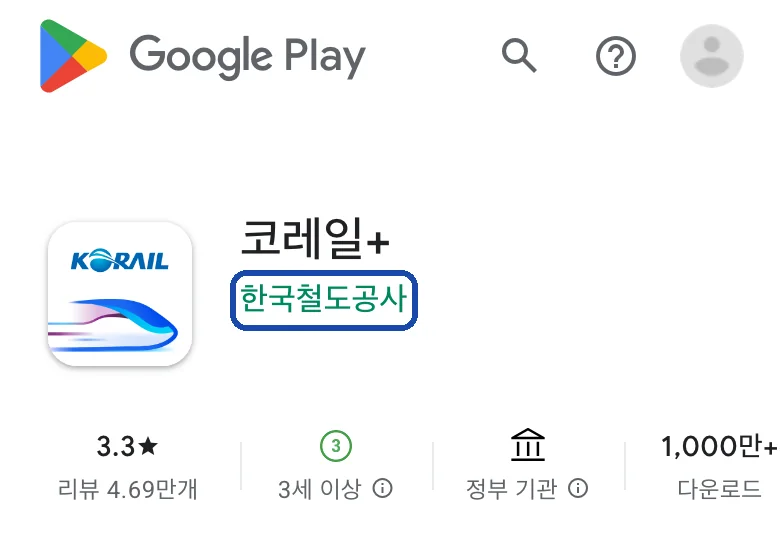 Google Play
KORAIL
코레일+
한국철도공사
3.3★
리뷰 4.69만개
3
3세 이상
정부 기관
1,000만+
다운로드